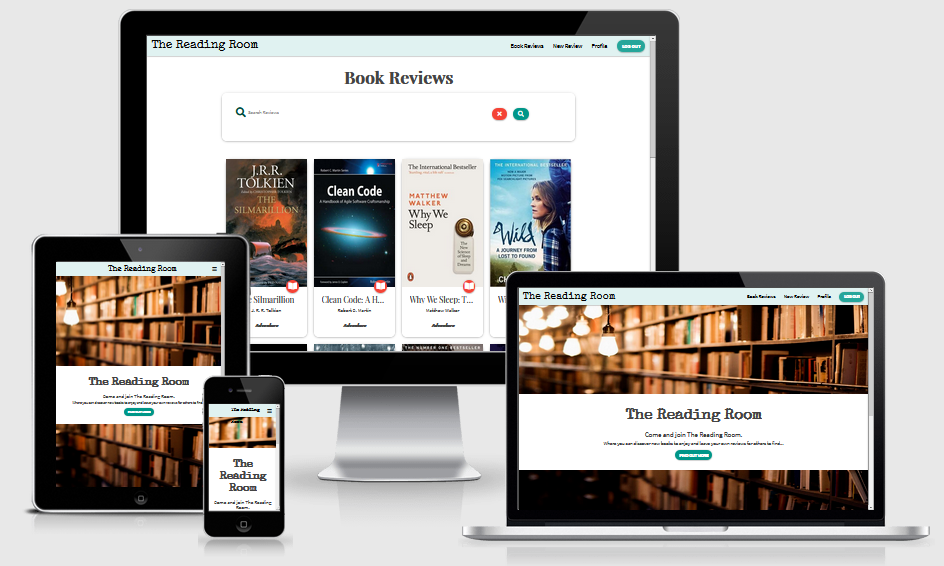 The Reading Room
Book Reviews New Review Profile SIGN OUT
Book Reviews
Search Reviews
J.R.R.
TOLKIEN
THE
SILMARILLION
Clean Code
A Handbook of Agile Software Craftsmanship
The International Bestseller
MATTHEW
WALKER
Why We
Sleep
The New
Science of
Sleep and
Dreams
THE INTERNATIONAL BESTSELLER
Wild
A JOURNEY FROM
LOST TO FOUND
Silmarillion
J. R. R. Tolkien
Adventure
Clean Code: A H...
Robert D. Martin
Adventure
Why We Sleep: T...
Matthew Walker
Adventure
THE NUMBER ONE BESTSELLER
The Reading Room
The Reading Room
Come and join The Reading Room.
Where you can discover new books to enjoy and leave your own reviews for others to find...
The Reading
Room
The
Reading
Room
Come and join The Reading
Room.
The Reading Room
Book Reviews New Review Profile
The Reading Room
Come and join The Reading Room.
Where you can discover new books to enjoy and leave your own reviews for others to find...
FIND OUT MORE